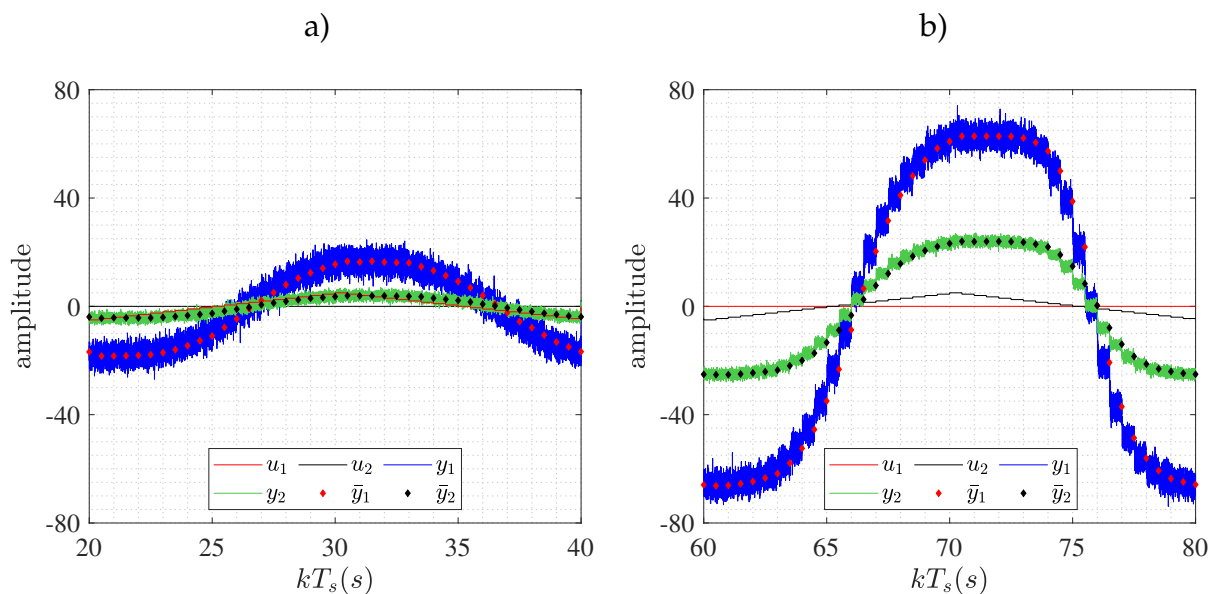 a)
b)
80
40
0
-40
-80
amplitude
20 25 30 35 40
kTₛ(s)
u₁ u₂ y₁
y₂ ȳ₁ ȳ₂
80
40
0
-40
-80
amplitude
60 65 70 75 80
kTₛ(s)
u₁ u₂ y₁
y₂ ȳ₁ ȳ₂